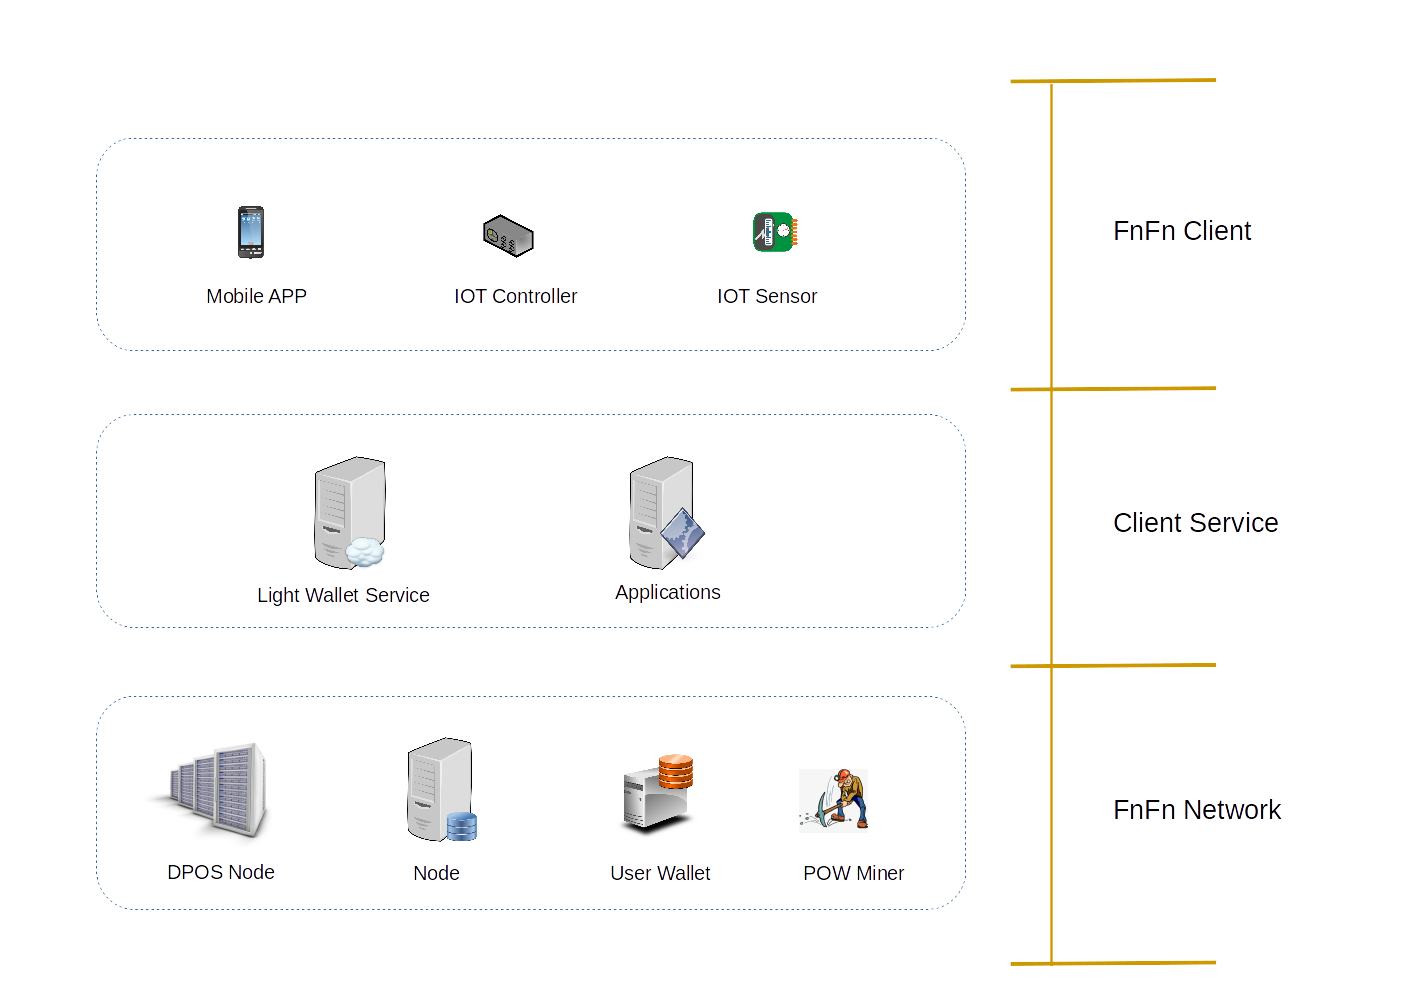 FnFn Client
Mobile APP
IOT Controller
IOT Sensor
Client Service
Light Wallet Service
Applications
FnFn Network
DPOS Node
Node
User Wallet
POW Miner